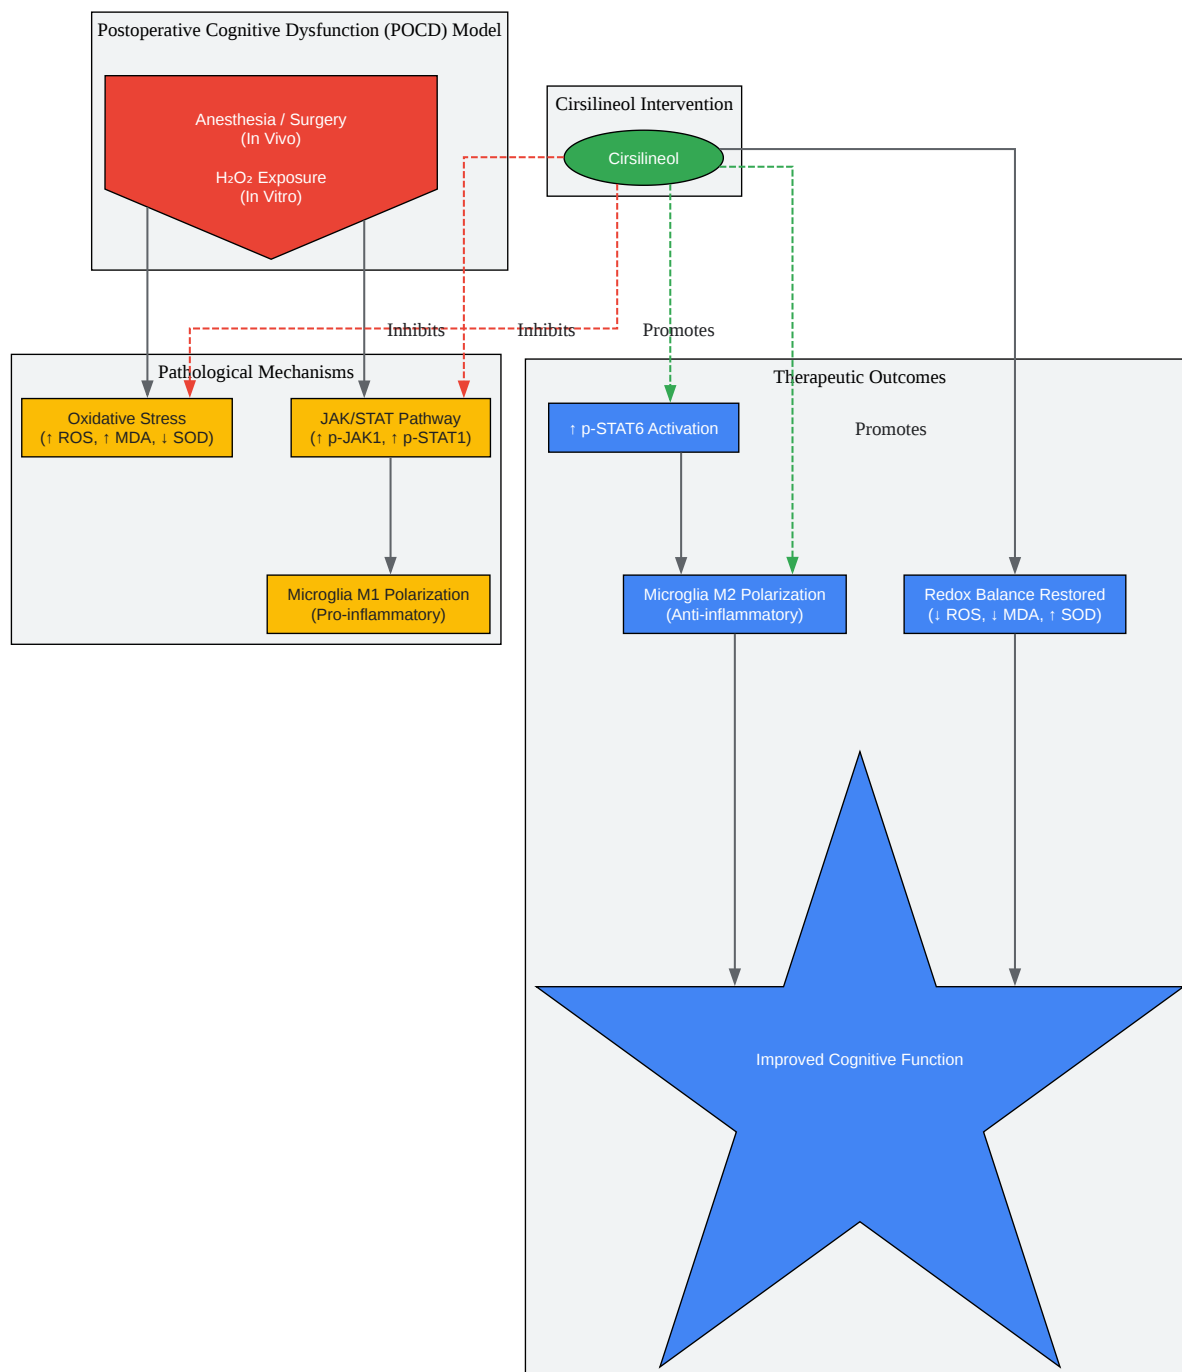 Postoperative Cognitive Dysfunction (POCD) Model
Anesthesia / Surgery
(In Vivo)
H₂O₂ Exposure
(In Vitro)
Cirsilineol Intervention
Cirsilineol
Inhibits
Inhibits
Promotes
Pathological Mechanisms
Oxidative Stress
(↑ ROS, ↑ MDA, ↓ SOD)
JAK/STAT Pathway
(↑ p-JAK1, ↑ p-STAT1)
Microglia M1 Polarization
(Pro-inflammatory)
Therapeutic Outcomes
↑ p-STAT6 Activation
Promotes
Microglia M2 Polarization
(Anti-inflammatory)
Redox Balance Restored
(↓ ROS, ↓ MDA, ↑ SOD)
Improved Cognitive Function